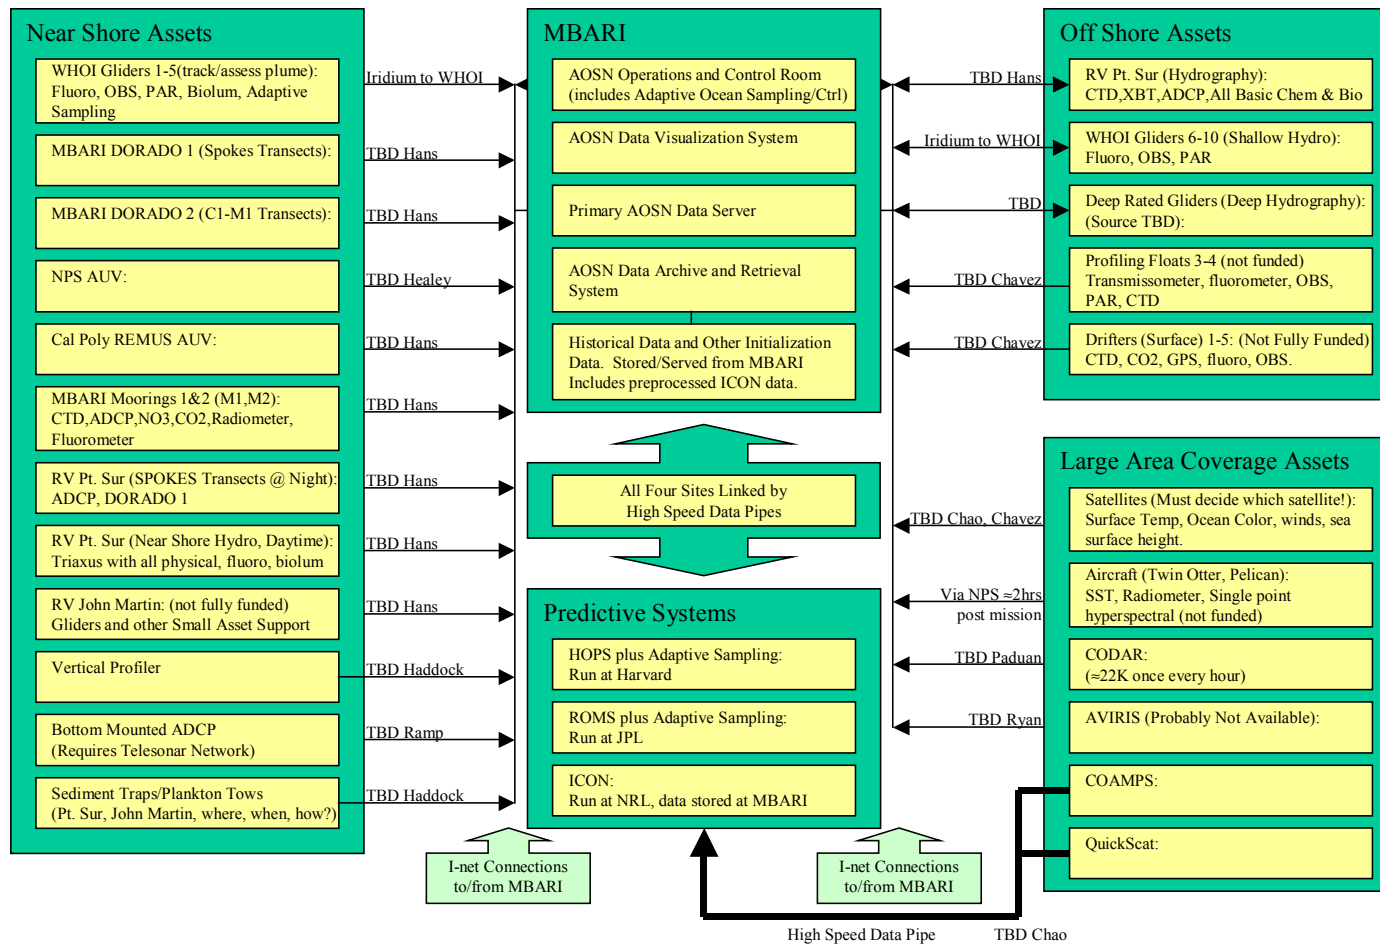 Near Shore Assets
WHOI Gliders 1-5(track/assess plume):
Fluoro, OBS, PAR, Biolum, Adaptive
Sampling
MBARI DORADO 1 (Spokes Transects):
MBARI DORADO 2 (C1-M1 Transects):
NPS AUV:
Cal Poly REMUS AUV:
MBARI Moorings 1&2 (M1,M2):
CTD,ADCP,NO3,CO2,Radiometer,
Fluorometer
RV Pt. Sur (SPOKES Transects @ Night):
ADCP, DORADO 1
RV Pt. Sur (Near Shore Hydro, Daytime):
Triaxus with all physical, fluoro, biolum
RV John Martin: (not fully funded)
Gliders and other Small Asset Support
Vertical Profiler
Bottom Mounted ADCP
(Requires Telesonar Network)
Sediment Traps/Plankton Tows
(Pt. Sur, John Martin, where, when, how?)
Iridium to WHOI
TBD Hans
TBD Hans
TBD Healey
TBD Hans
TBD Hans
TBD Hans
TBD Hans
TBD Hans
TBD Haddock
TBD Ramp
TBD Haddock
I-net Connections
to/from MBARI
MBARI
AOSN Operations and Control Room
(includes Adaptive Ocean Sampling/Ctrl)
AOSN Data Visualization System
Primary AOSN Data Server
AOSN Data Archive and Retrieval
System
Historical Data and Other Initialization
Data.  Stored/Served from MBARI
Includes preprocessed ICON data.
All Four Sites Linked by
High Speed Data Pipes
Predictive Systems
HOPS plus Adaptive Sampling:
Run at Harvard
ROMS plus Adaptive Sampling:
Run at JPL
ICON:
Run at NRL, data stored at MBARI
TBD Hans
Iridium to WHOI
TBD
TBD Chavez
TBD Chavez
TBD Chao, Chavez
Via NPS ≈2hrs
post mission
TBD Paduan
TBD Ryan
I-net Connections
to/from MBARI
Off Shore Assets
RV Pt. Sur (Hydrography):
CTD,XBT,ADCP,All Basic Chem & Bio
WHOI Gliders 6-10 (Shallow Hydro):
Fluoro, OBS, PAR
Deep Rated Gliders (Deep Hydrography):
(Source TBD):
Profiling Floats 3-4 (not funded)
Transmissometer, fluorometer, OBS,
PAR, CTD
Drifters (Surface) 1-5: (Not Fully Funded)
CTD, CO2, GPS, fluoro, OBS.
Large Area Coverage Assets
Satellites (Must decide which satellite!):
Surface Temp, Ocean Color, winds, sea
surface height.
Aircraft (Twin Otter, Pelican):
SST, Radiometer, Single point
hyperspectral (not funded)
CODAR:
(≈22K once every hour)
AVIRIS (Probably Not Available):
COAMPS:
QuickScat:
High Speed Data Pipe
TBD Chao